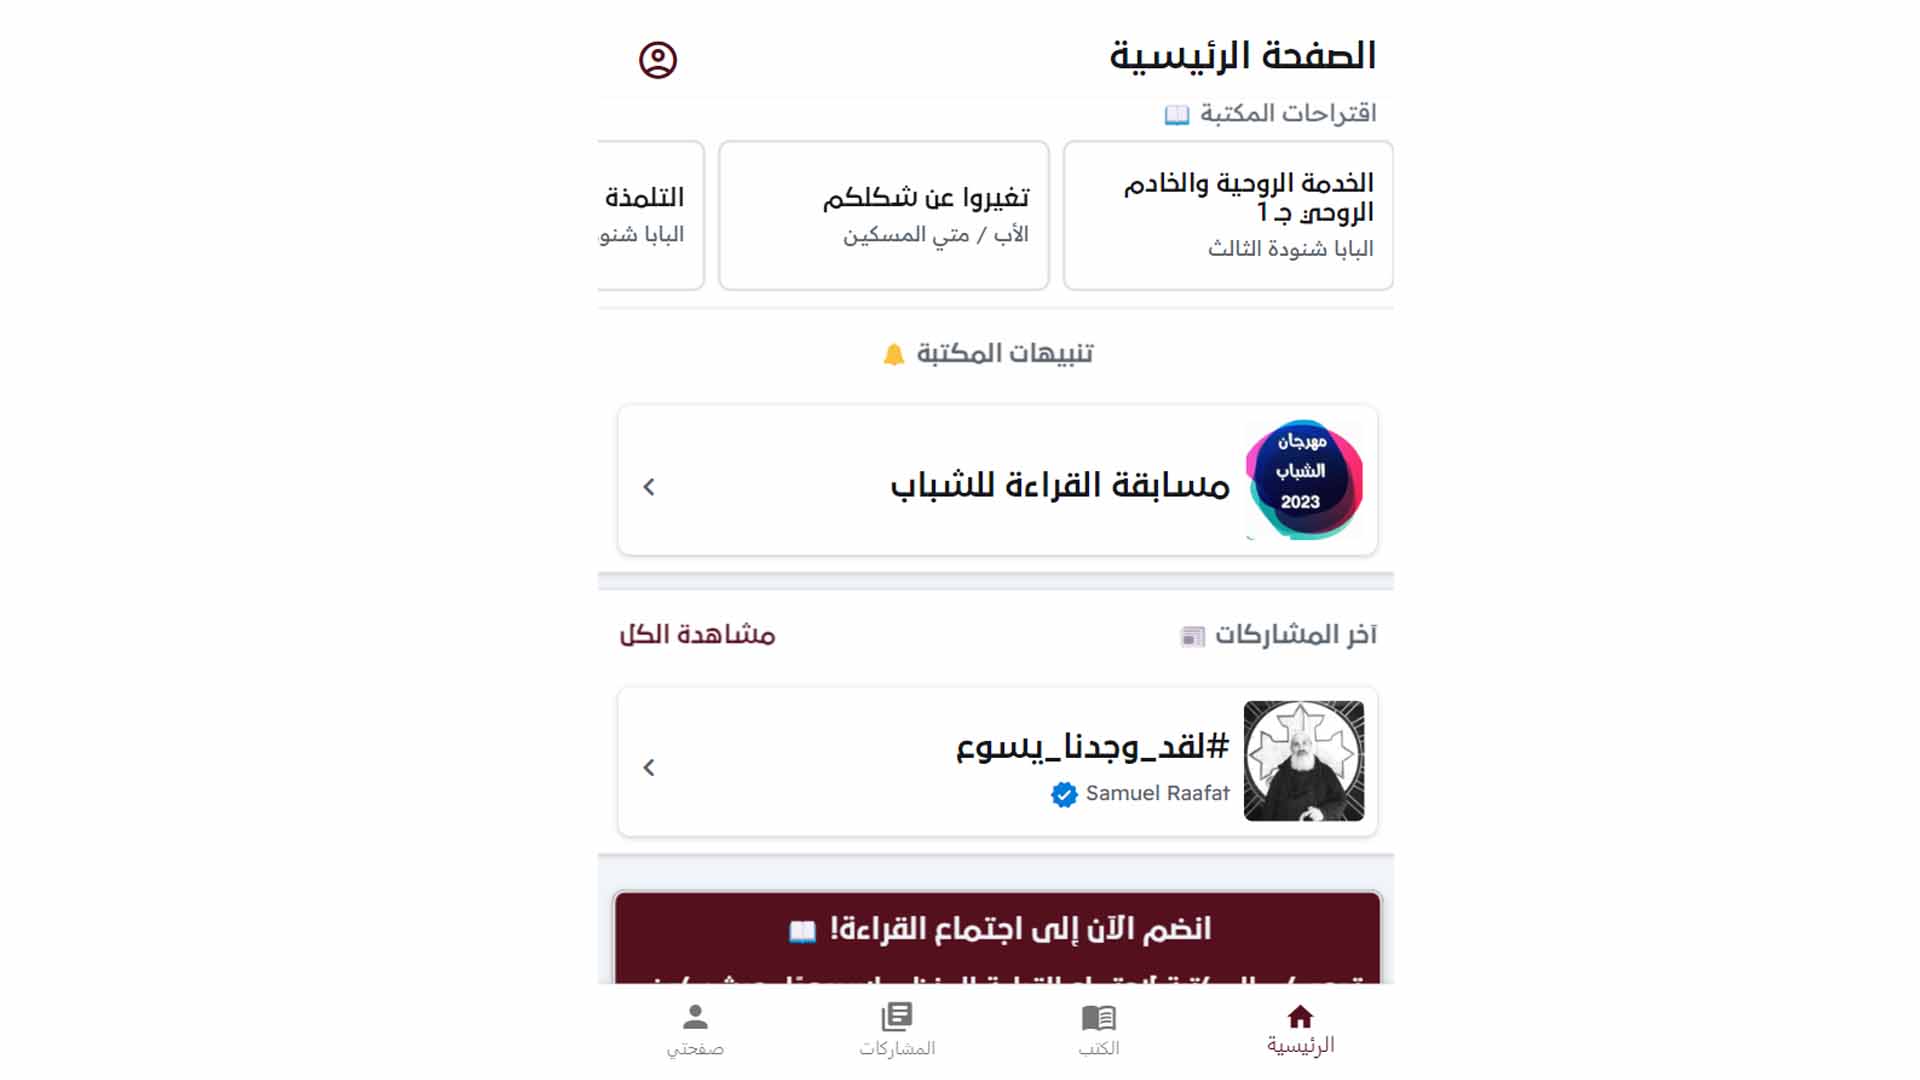 الصفحة الرئيسية
اقتراحات المكتبة
الخدمة الروحية والخادم
الروحي جـ 1
البابا شنودة الثالث
تغيروا عن شكلكم
الأب / متي المسكين
التلمذة
البابا شنو
تنبيهات المكتبة
مهرجان
الشباب
2023
مسابقة القراءة للشباب
آخر المشاركات
مشاهدة الكل
#لقد_وجدنا_يسوع
Samuel Raafat
انضم الآن إلى اجتماع القراءة!
الرئيسية
الكتب
المشاركات
صفحتي